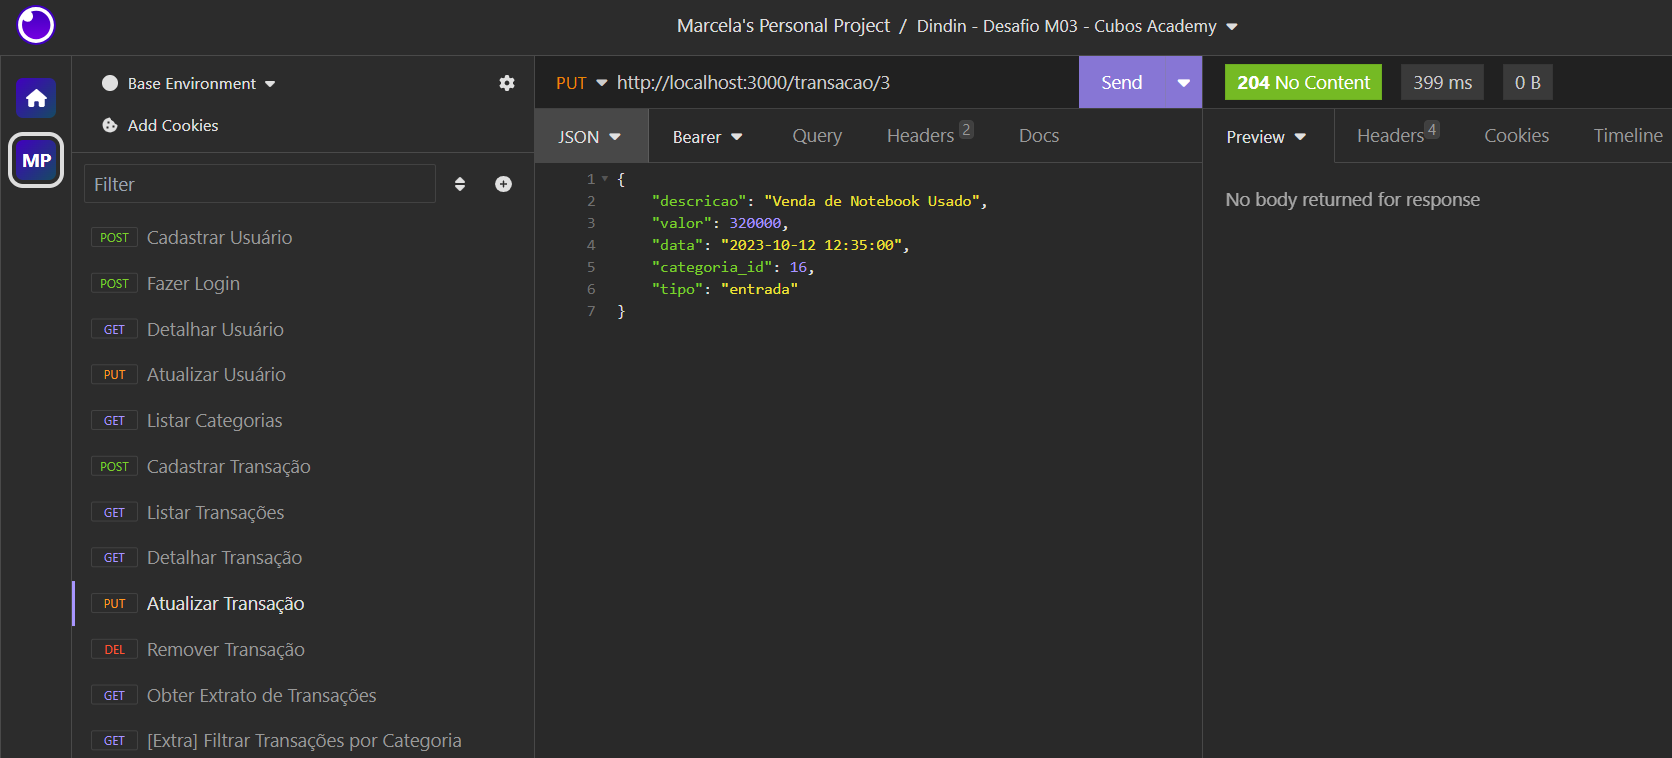 Marcela's Personal Project / Dindin - Desafio M03 - Cubos Academy
MP
Base Environment
Add Cookies
Filter
POST Cadastrar Usuário
POST Fazer Login
GET Detalhar Usuário
PUT Atualizar Usuário
GET Listar Categorias
POST Cadastrar Transação
GET Listar Transações
GET Detalhar Transação
PUT Atualizar Transação
DEL Remover Transação
GET Obter Extrato de Transações
GET [Extra] Filtrar Transações por Categoria
PUT http://localhost:3000/transacao/3 Send
JSON Bearer Query Headers 2 Docs
1 {
2 "descricao": "Venda de Notebook Usado",
3 "valor": 320000,
4 "data": "2023-10-12 12:35:00",
5 "categoria_id": 16,
6 "tipo": "entrada"
7 }
204 No Content 399 ms 0 B
Preview Headers 4 Cookies Timeline
No body returned for response